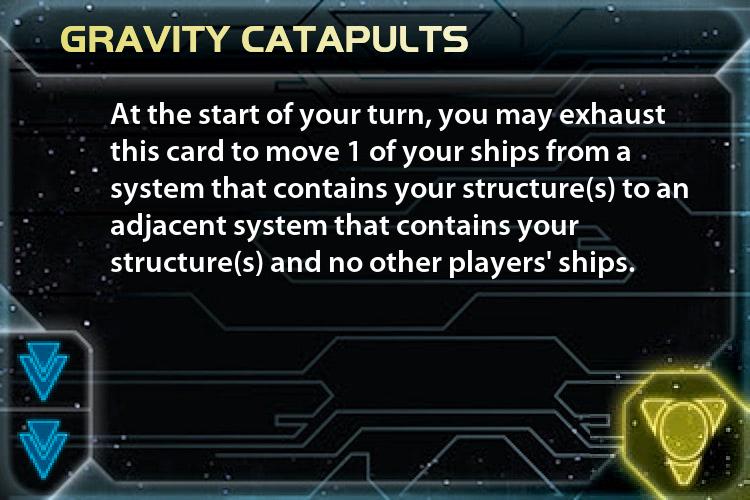 GRAVITY CATAPULTS
At the start of your turn, you may exhaust
this card to move 1 of your ships from a
system that contains your structure(s) to an
adjacent system that contains your
structure(s) and no other players' ships.